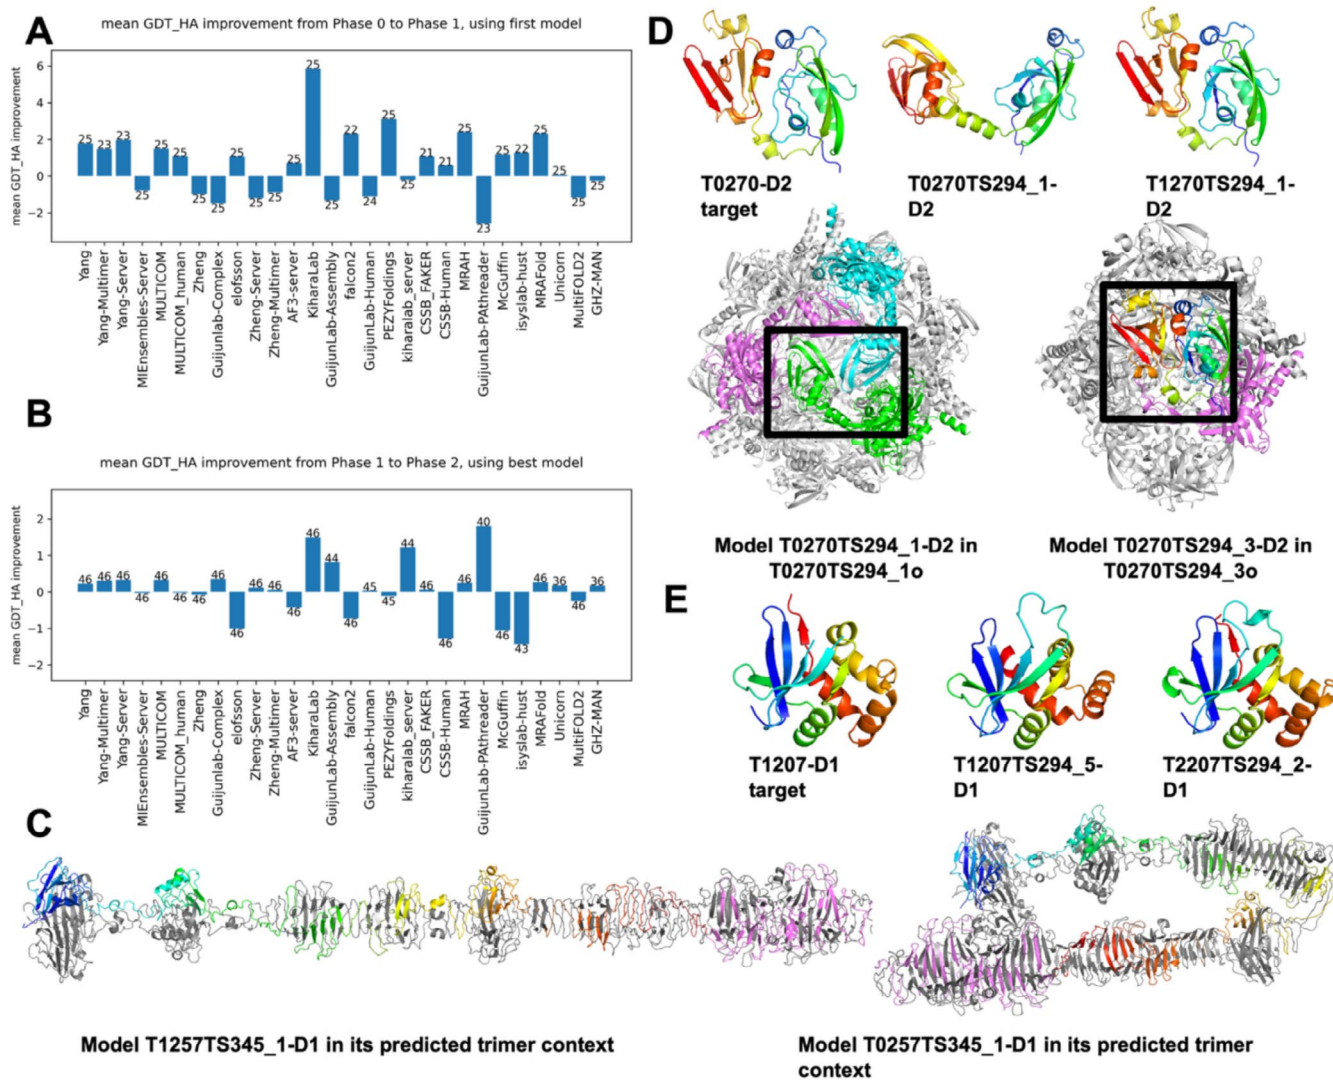 A
mean GDT_HA improvement from Phase 0 to Phase 1, using first model
mean GDT_HA improvement
6
4
2
0
−2
25 23 23 25 25 25 25 25 25 25 25 25 25 25 22 24 25 25 21 21 25 23 25 22 25 25 25 25
Yang
Yang-Multimer
Yang-Server
MIEnsembles-Server
MULTICOM
MULTICOM_human
Zheng
Guijunlab-Complex
elofsson
Zheng-Server
Zheng-Multimer
AF3-server
KiharaLab
GuijunLab-Assembly
falcon2
GuijunLab-Human
PEZYFoldings
kiharalab_server
CSSB_FAKER
CSSB-Human
MRAH
GuijunLab-PAthreader
McGuffin
isyslab-hust
MRAFold
Unicorn
MultiFOLD2
GHZ-MAN
B
mean GDT_HA improvement from Phase 1 to Phase 2, using best model
mean GDT_HA improvement
2
1
0
−1
−2
46 46 46 46 46 46 46 46 46 46 46 46 46 44 46 45 45 44 46 46 46 40 46 43 46 36 46 36
Yang
Yang-Multimer
Yang-Server
MIEnsembles-Server
MULTICOM
MULTICOM_human
Zheng
Guijunlab-Complex
elofsson
Zheng-Server
Zheng-Multimer
AF3-server
KiharaLab
GuijunLab-Assembly
falcon2
GuijunLab-Human
PEZYFoldings
kiharalab_server
CSSB_FAKER
CSSB-Human
MRAH
GuijunLab-PAthreader
McGuffin
isyslab-hust
MRAFold
Unicorn
MultiFOLD2
GHZ-MAN
C
Model T1257TS345_1-D1 in its predicted trimer context
Model T0257TS345_1-D1 in its predicted trimer
context
D
T0270-D2
target
T0270TS294_1-
D2
T1270TS294_1-
D2
Model T0270TS294_1-D2 in
T0270TS294_1o
Model T0270TS294_3-D2 in
T0270TS294_3o
E
T1207-D1
target
T1207TS294_5-
D1
T2207TS294_2-
D1